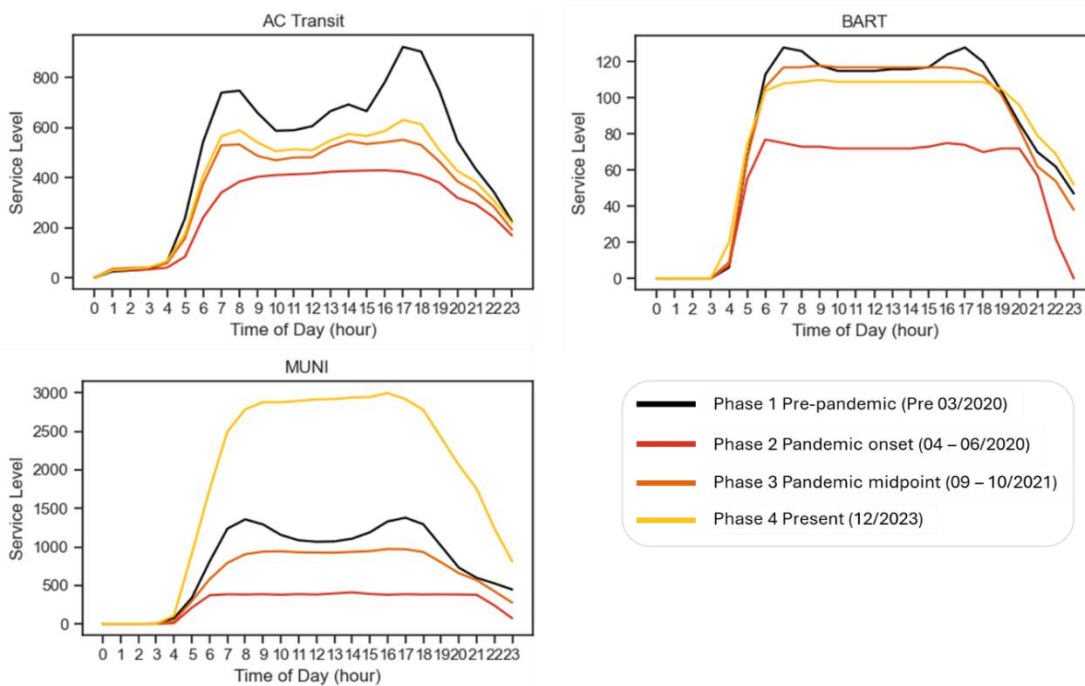 AC Transit
Service Level
800
600
400
200
0
0 1 2 3 4 5 6 7 8 9 10 11 12 13 14 15 16 17 18 19 20 21 22 23
Time of Day (hour)
BART
Service Level
120
100
80
60
40
20
0
0 1 2 3 4 5 6 7 8 9 10 11 12 13 14 15 16 17 18 19 20 21 22 23
Time of Day (hour)
MUNI
Service Level
3000
2500
2000
1500
1000
500
0
0 1 2 3 4 5 6 7 8 9 10 11 12 13 14 15 16 17 18 19 20 21 22 23
Time of Day (hour)
Phase 1 Pre-pandemic (Pre 03/2020)
Phase 2 Pandemic onset (04 – 06/2020)
Phase 3 Pandemic midpoint (09 – 10/2021)
Phase 4 Present (12/2023)